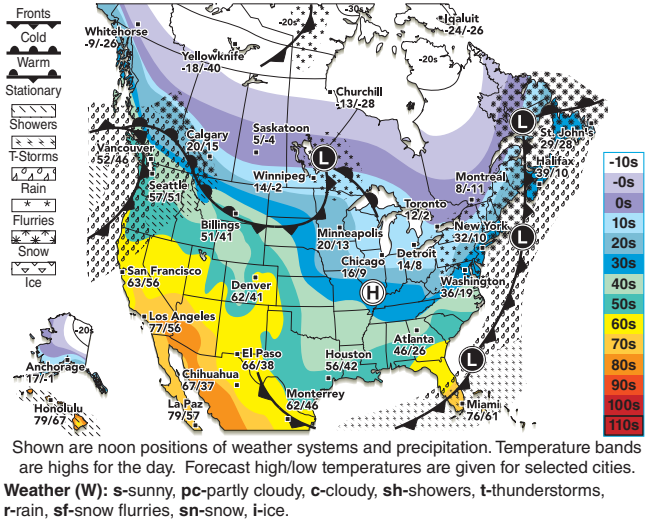 Fronts
Cold
Warm
Stationary
Showers
T-Storms
Rain
Flurries
Snow
Ice
Whitehorse
-9/-26
Yellowknife
-18/-40
-20s
-30s
Iqaluit
-24/-26
-20s
Churchill
-13/-28
Vancouver
52/46
Calgary
20/15
Saskatoon
5/-4
Winnipeg
14/-2
L
L
St. John's
29/28
Halifax
39/10
Montreal
8/-11
Toronto
12/2
Seattle
57/51
Billings
51/41
Minneapolis
20/13
New York
32/10
L
Chicago
16/9
Detroit
14/8
Washington
36/19
H
San Francisco
63/56
Denver
62/41
Los Angeles
77/56
Atlanta
46/26
L
El Paso
66/38
Houston
56/42
Chihuahua
67/37
Monterrey
62/46
La Paz
79/57
Miami
76/61
-20s
Anchorage
17/-1
Honolulu
79/67
-10s
-0s
0s
10s
20s
30s
40s
50s
60s
70s
80s
90s
100s
110s
Shown are noon positions of weather systems and precipitation. Temperature bands
are highs for the day. Forecast high/low temperatures are given for selected cities.
Weather (W): s-sunny, pc-partly cloudy, c-cloudy, sh-showers, t-thunderstorms,
r-rain, sf-snow flurries, sn-snow, i-ice.